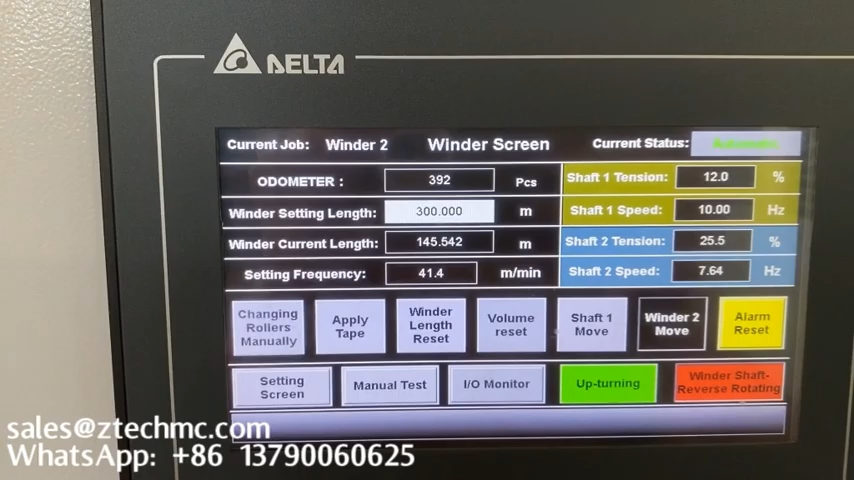 DELTA
Current Job: Winder 2 Winder Screen Current Status: Automatic
ODOMETER : 392 Pcs Shaft 1 Tension: 12.0 %
Winder Setting Length: 300.000 m Shaft 1 Speed: 10.00 Hz
Winder Current Length: 145.542 m Shaft 2 Tension: 25.5 %
Setting Frequency: 41.4 m/min Shaft 2 Speed: 7.64 Hz
Changing
Rollers
Manually
Apply
Tape
Winder
Length
Reset
Volume
reset
Shaft 1
Move
Winder 2
Move
Alarm
Reset
Setting
Screen
Manual Test
I/O Monitor
Up-turning
Winder Shaft-
Reverse Rotating
sales@ztechmc.com
WhatsApp: +86 13790060625